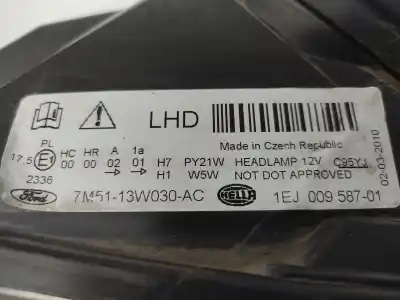 LHD
Made in Czech Republic
PL HC HR A 1a
17.5 E1 00 00 02 01 H7 PY21W HEADLAMP 12V C95YJ
2336 H1 W5W NOT DOT APPROVED
Ford 7M51-13W030-AC HELLA 1EJ 009 587-01
02-03-2010